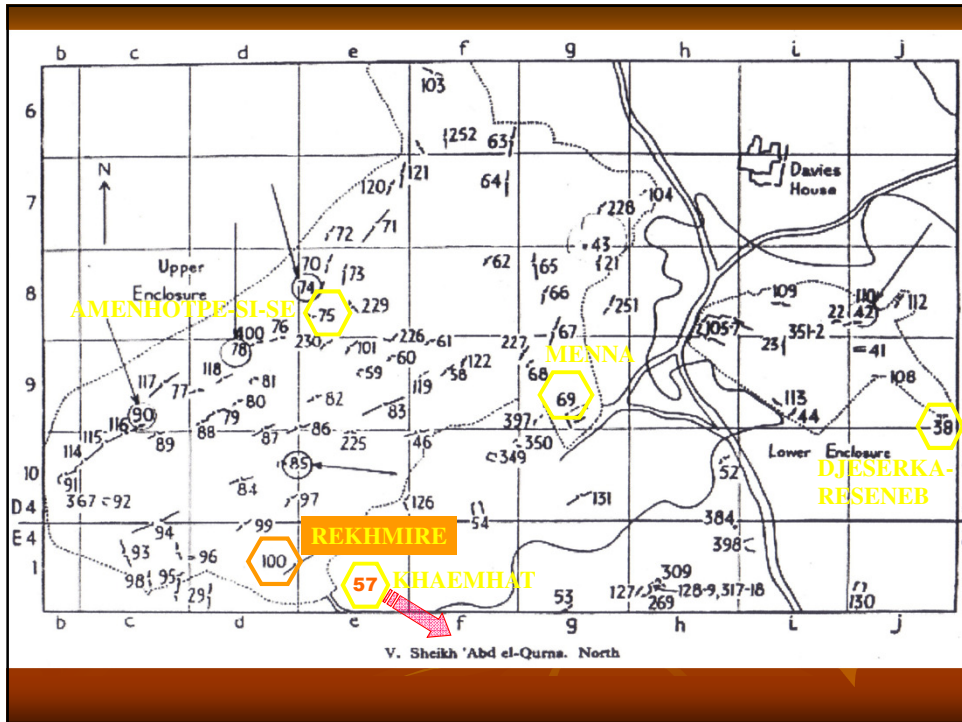 b c d e f g h i j
103
6
252 63
N
121
120 64
Davies
House
7
104
228
71
72
43
Upper
Enclosure
70
62 65 21
73
74
8
109 110 112
66
AMENHOTPE-SI-SE 75 229 251 22 42
400 76
105-7 351-2
230 226 61 67
78 101 227 23 41
60 MENNA
118 122
59 58 68
117 119 108
9
77 81
82 69 113
80
90 79 83 397 44 38
116
115 89 88 87 86 225 46 350 Lower Enclosure
114 349 52 DJESERKA-
85 RESENEB
10
91 84
367 92 97 126 131
D4
54 384
99
E4
94 REKHMIRE
398
93 96 100
1
309
98 95 57 KHAEMHAT
127 128-9, 317-18
29 53 269 130
b c d e f g h i j
V. Sheikh 'Abd el-Qurna. North